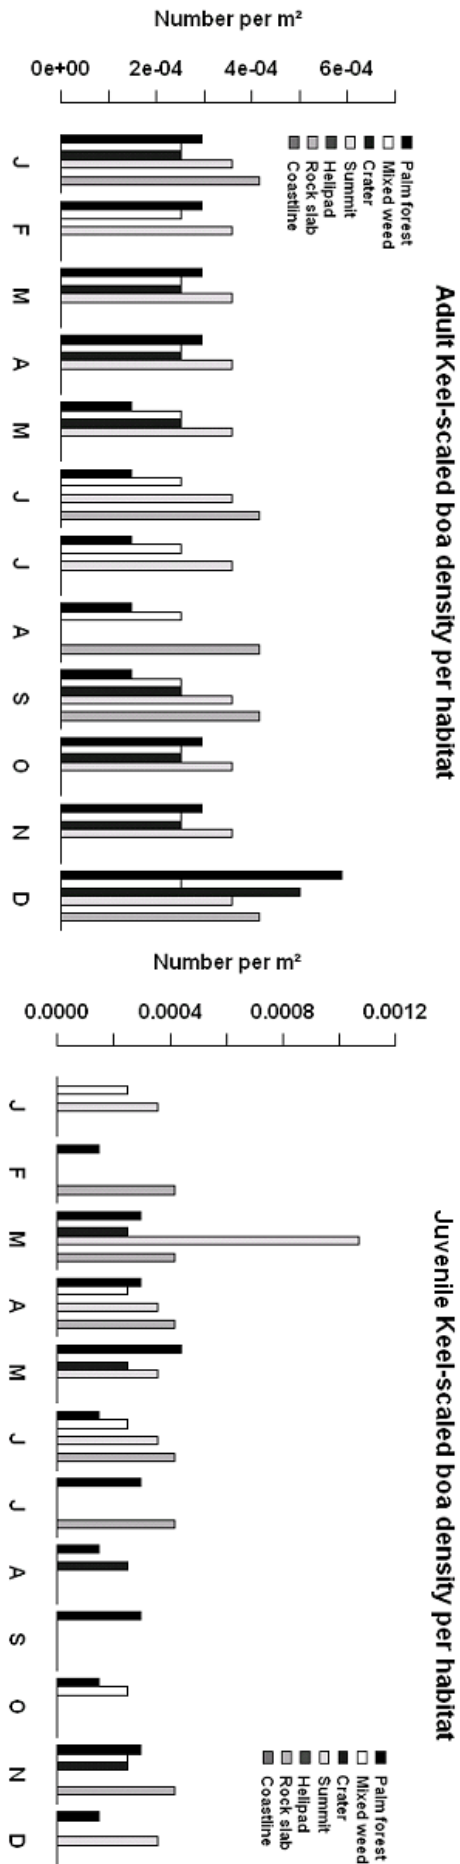 Adult Keel-scaled boa density per habitat
Number per m²
0e+00 2e-04 4e-04 6e-04
Palm forest
Mixed weed
Crater
Summit
Helipad
Rock slab
Coastline
J F M A M J J A S O N D
Juvenile Keel-scaled boa density per habitat
Number per m²
0.0000 0.0004 0.0008 0.0012
Palm forest
Mixed weed
Crater
Summit
Helipad
Rock slab
Coastline
J F M A M J J A S O N D